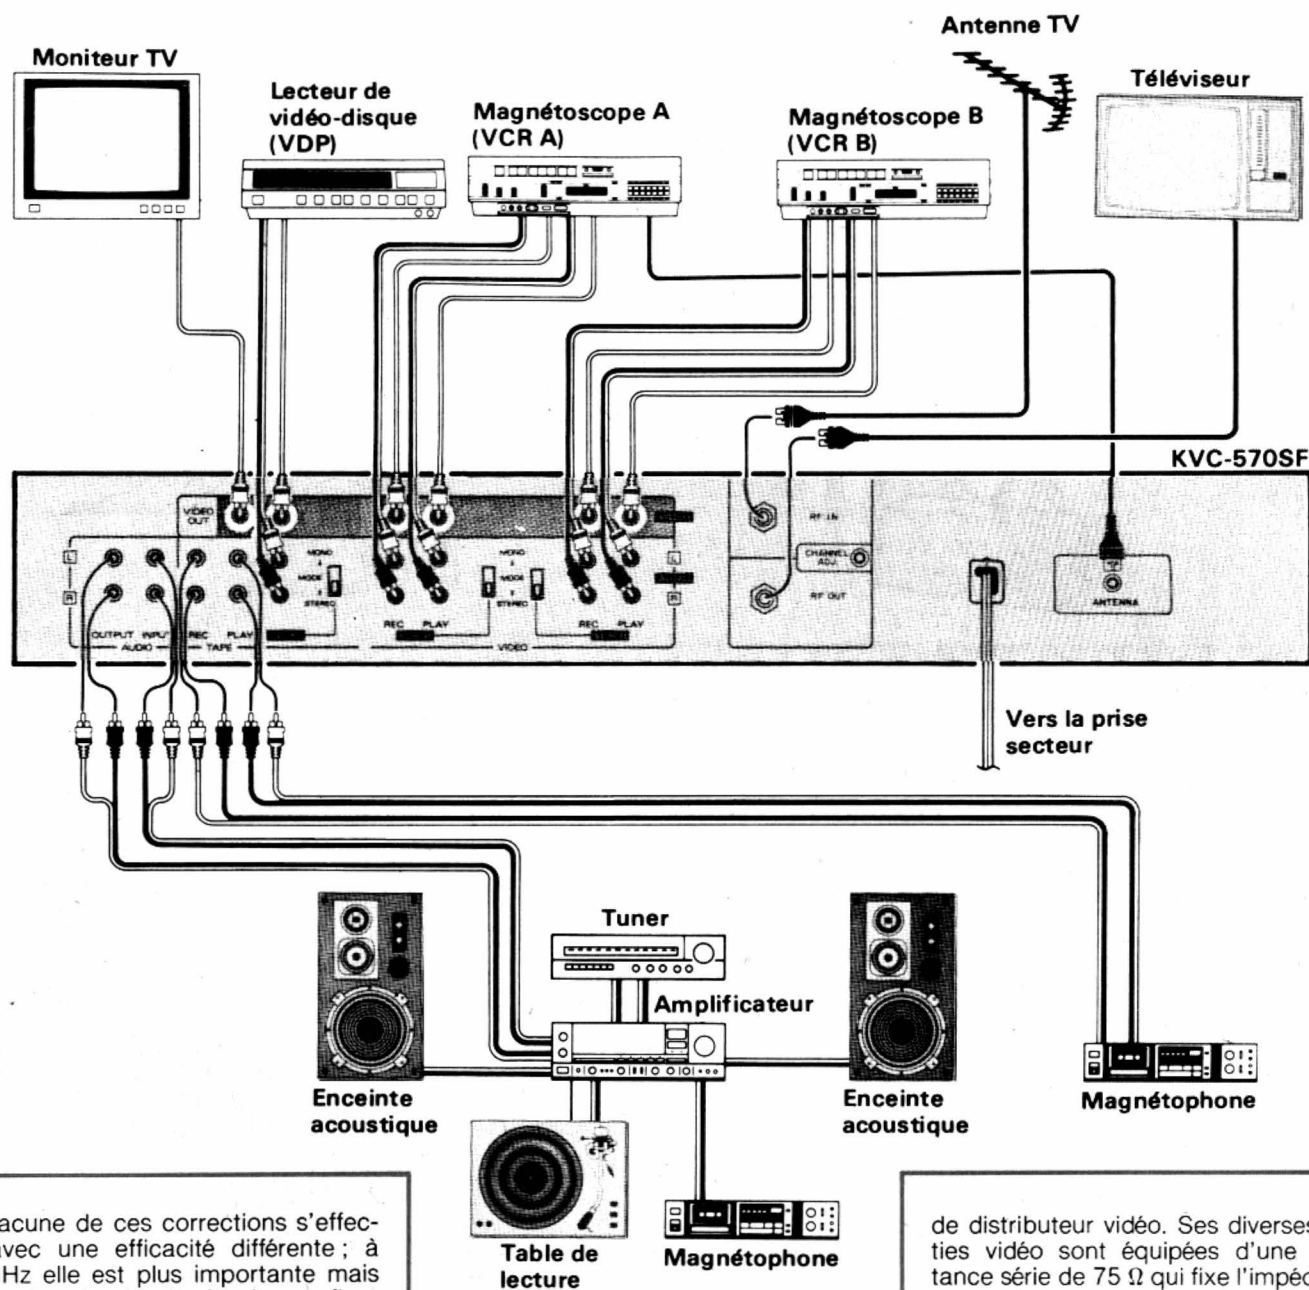 Antenne TV
Moniteur TV
Lecteur de
vidéo-disque
(VDP)
Magnétoscope A
(VCR A)
Magnétoscope B
(VCR B)
Téléviseur
KVC-570SF
VIDEO
OUT
RF IN
L
MONO
MONO
L
CHANNEL
ADJ.
MODE
MODE
R
STEREO
STEREO
R
RF OUT
ANTENNA
REC PLAY
REC PLAY
OUTPUT INPUT REC PLAY
AUDIO TAPE
VIDEO
Vers la prise
secteur
Tuner
Amplificateur
Enceinte
acoustique
Enceinte
acoustique
Magnétophone
Table de
lecture
Magnétophone
acune de ces corrections s'effec-
avec une efficacité différente ; à
Hz elle est plus importante mais
de distributeur vidéo. Ses diverses
ties vidéo sont équipées d'une
tance série de 75 Ω qui fixe l'impéd